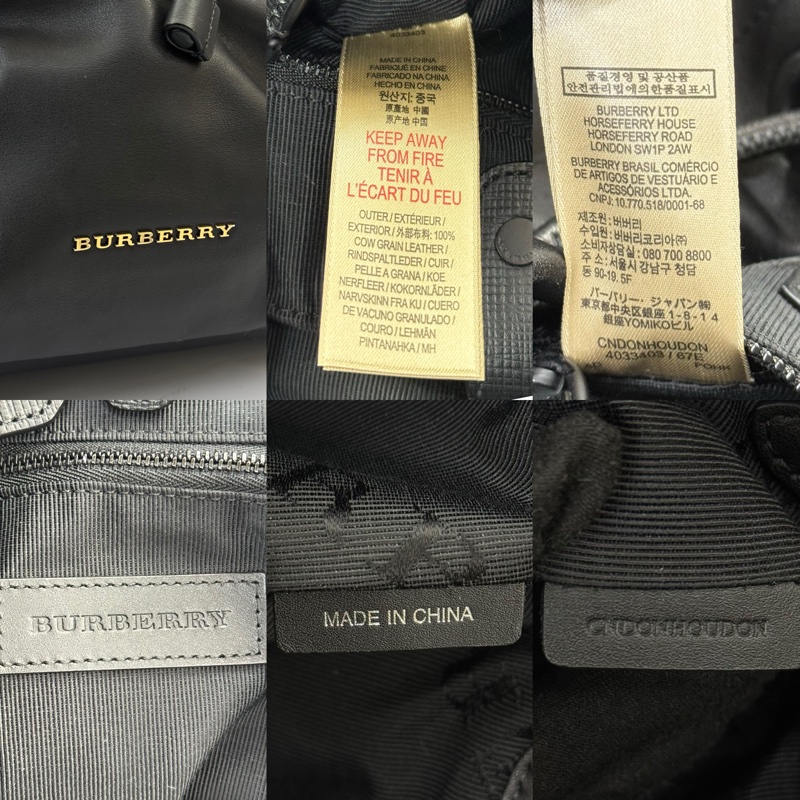 BURBERRY
4033403
MADE IN CHINA
FABRIQUÉ EN CHINE
FABRICADO NA CHINA
HECHO EN CHINA
원산지: 중국
原產地 中國
原产地 中国
KEEP AWAY
FROM FIRE
TENIR À
L'ÉCART DU FEU
OUTER / EXTÉRIEUR /
EXTERIOR / 外部布料: 100%
COW GRAIN LEATHER /
RINDSPALTLEDER / CUIR /
PELLE A GRANA / KOE
NERFLEER / KOKORNLÄDER /
NARVSKINN FRA KU / CUERO
DE VACUNO GRANULADO /
COURO / LEHMÄN
PINTANAHKA / MH
품질경영 및 공산품
안전관리법에의한품질표시
BURBERRY LTD
HORSEFERRY HOUSE
HORSEFERRY ROAD
LONDON SW1P 2AW
BURBERRY BRASIL COMÉRCIO
DE ARTIGOS DE VESTUÁRIO E
ACESSÓRIOS LTDA.
CNPJ: 10.770.518/0001-68
제조원: 버버리
수입원: 버버리코리아㈜
소비자상담실: 080 700 8800
주 소: 서울시 강남구 청담
동 90-19. 5F
バーバリー・ジャパン㈱
東京都中央区銀座1-8-14
銀座YOMIKOビル
CNDONHOUDON
4033403 / 67E
BURBERRY
MADE IN CHINA
CNDONHOUDON